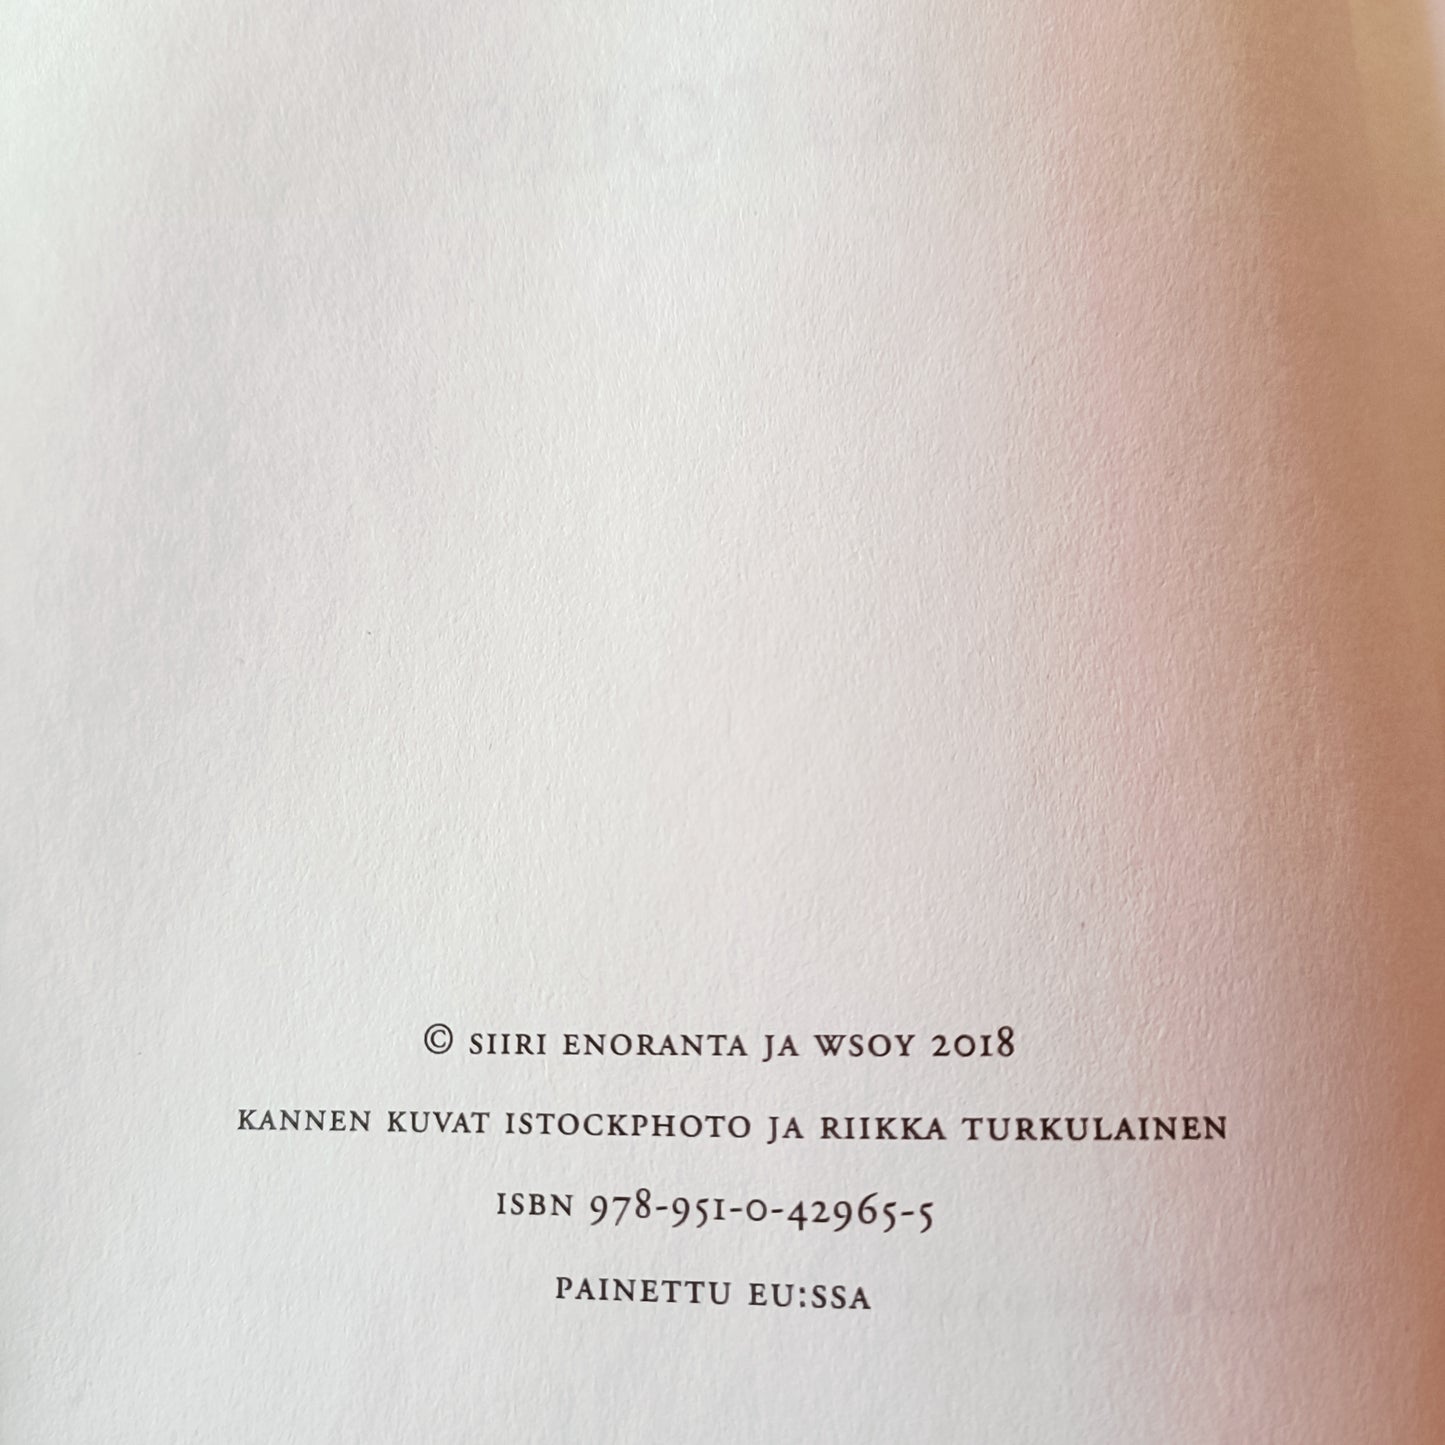 © SIIRI ENORANTA JA WSOY 2018
KANNEN KUVAT ISTOCKPHOTO JA RIIKKA TURKULAINEN
ISBN 978-951-0-42965-5
PAINETTU EU:SSA